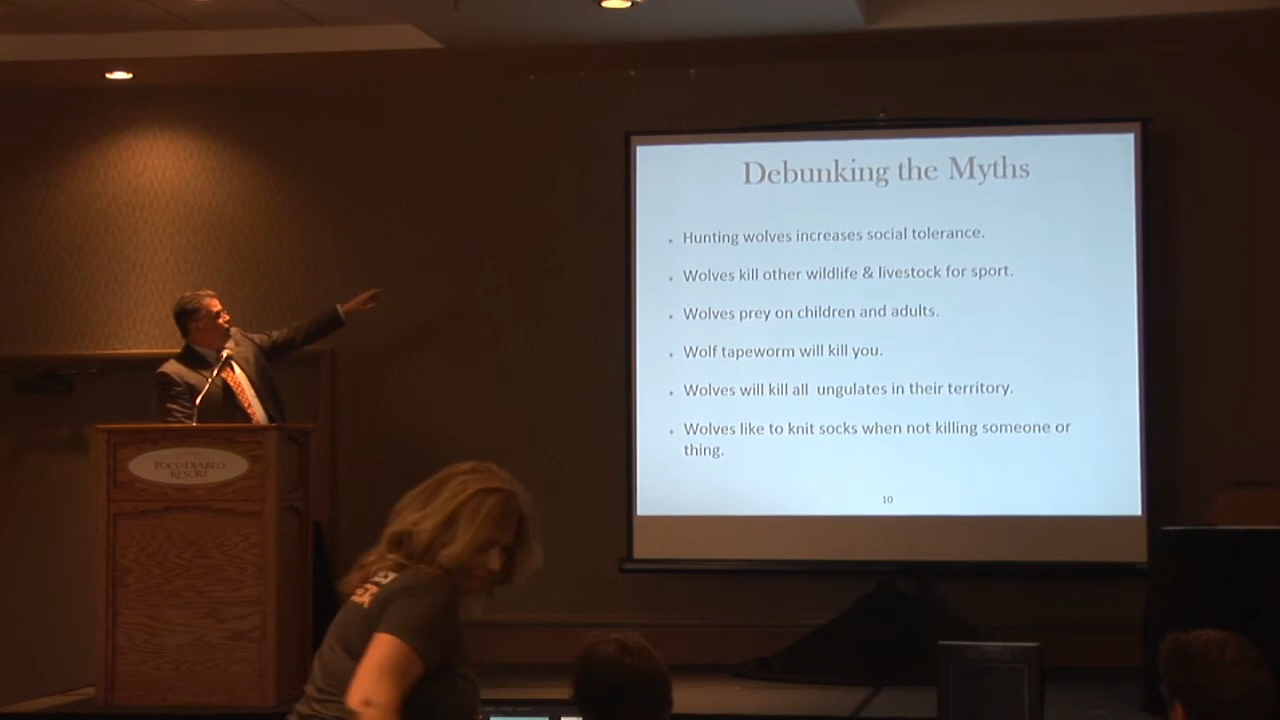 Debunking the Myths
Hunting wolves increases social tolerance.
Wolves kill other wildlife & livestock for sport.
Wolves prey on children and adults.
Wolf tapeworm will kill you.
Wolves will kill all ungulates in their territory.
Wolves like to knit socks when not killing someone or
thing.
10
POCO DIABLO
RESORT